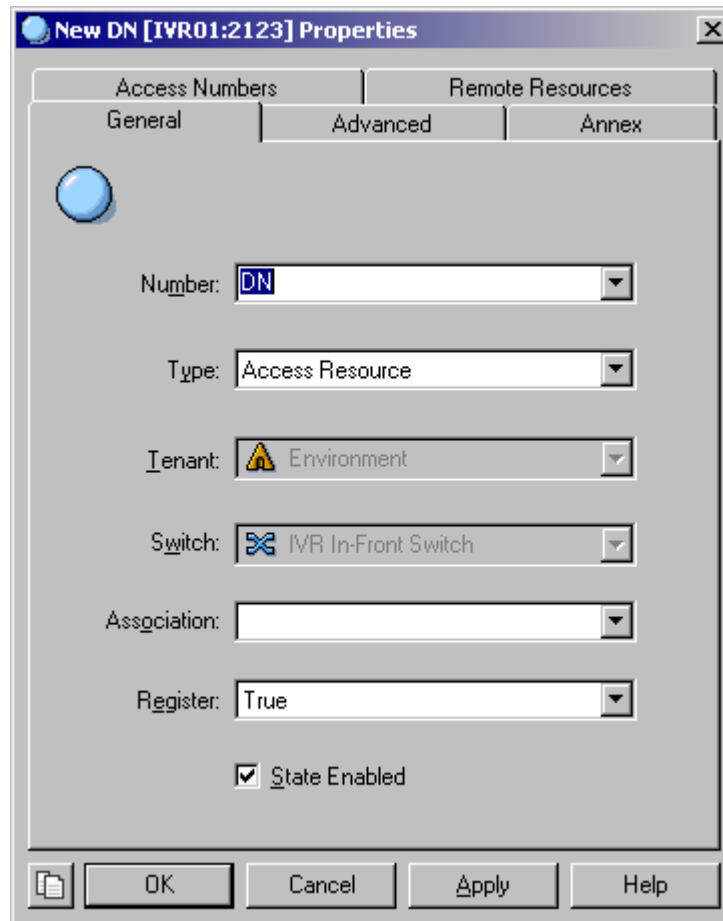 New DN [IVR01:2123] Properties
Access Numbers Remote Resources
General Advanced Annex
Number: DN
Type: Access Resource
Tenant: Environment
Switch: IVR In-Front Switch
Association:
Register: True
State Enabled
OK Cancel Apply Help